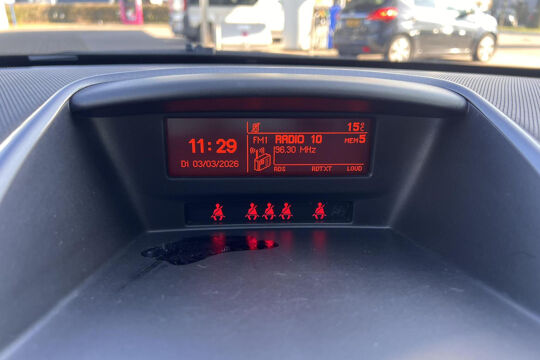 15°C
11:29
Di 03/03/2026
FM1 RADIO 10 MEM5
96.30 MHz
RDS RDTXT LOUD